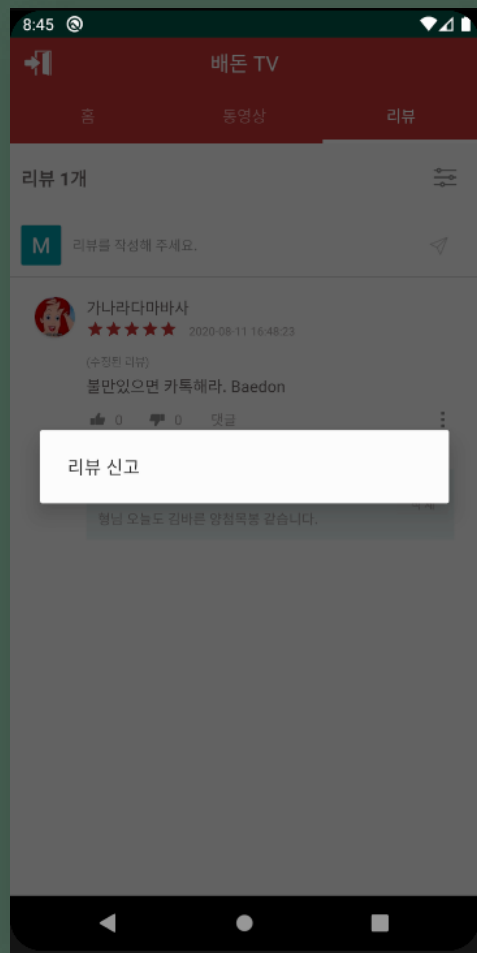 8:45
배돈 TV
홈 동영상 리뷰
리뷰 1개
M 리뷰를 작성해 주세요.
가나라다마바사
2020-08-11 16:48:23
(수정된 리뷰)
불만있으면 카톡해라. Baedon
0 0 댓글
리뷰 신고
형님 오늘도 김바른 양첨목봉 같습니다.